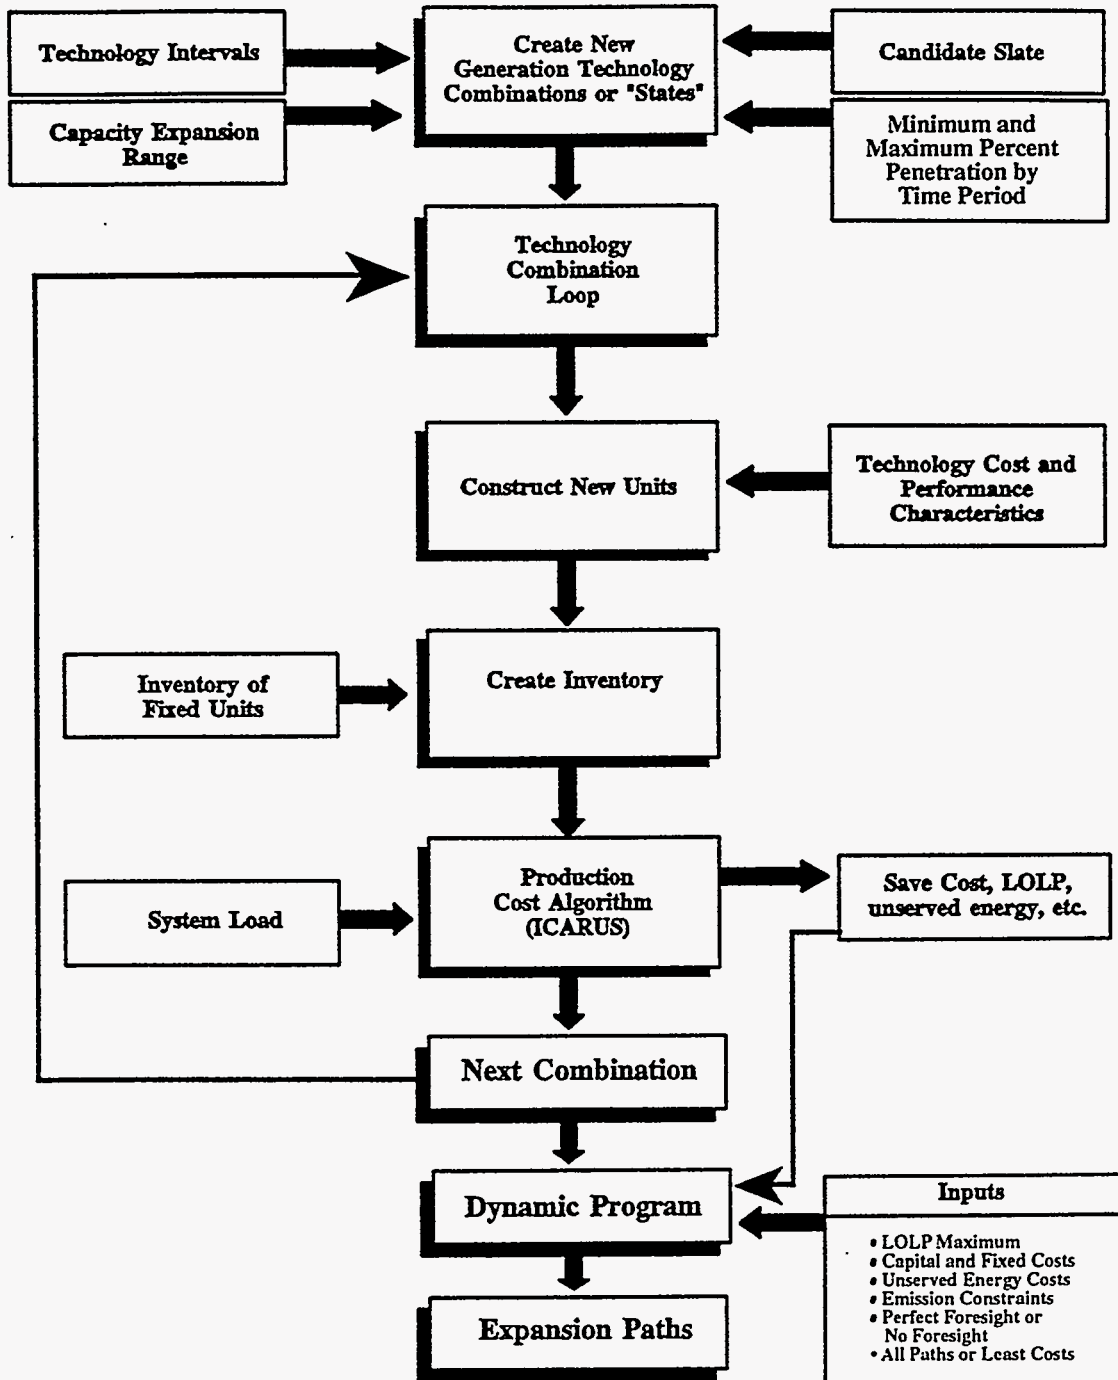 Technology Intervals
Capacity Expansion
Range
Create New
Generation Technology
Combinations or "States"
Candidate Slate
Minimum and
Maximum Percent
Penetration by
Time Period
Technology
Combination
Loop
Construct New Units
Technology Cost and
Performance
Characteristics
Inventory of
Fixed Units
Create Inventory
System Load
Production
Cost Algorithm
(ICARUS)
Save Cost, LOLP,
unserved energy, etc.
Next Combination
Dynamic Program
Inputs
• LOLP Maximum
• Capital and Fixed Costs
• Unserved Energy Costs
• Emission Constraints
• Perfect Foresight or
No Foresight
• All Paths or Least Costs
Expansion Paths